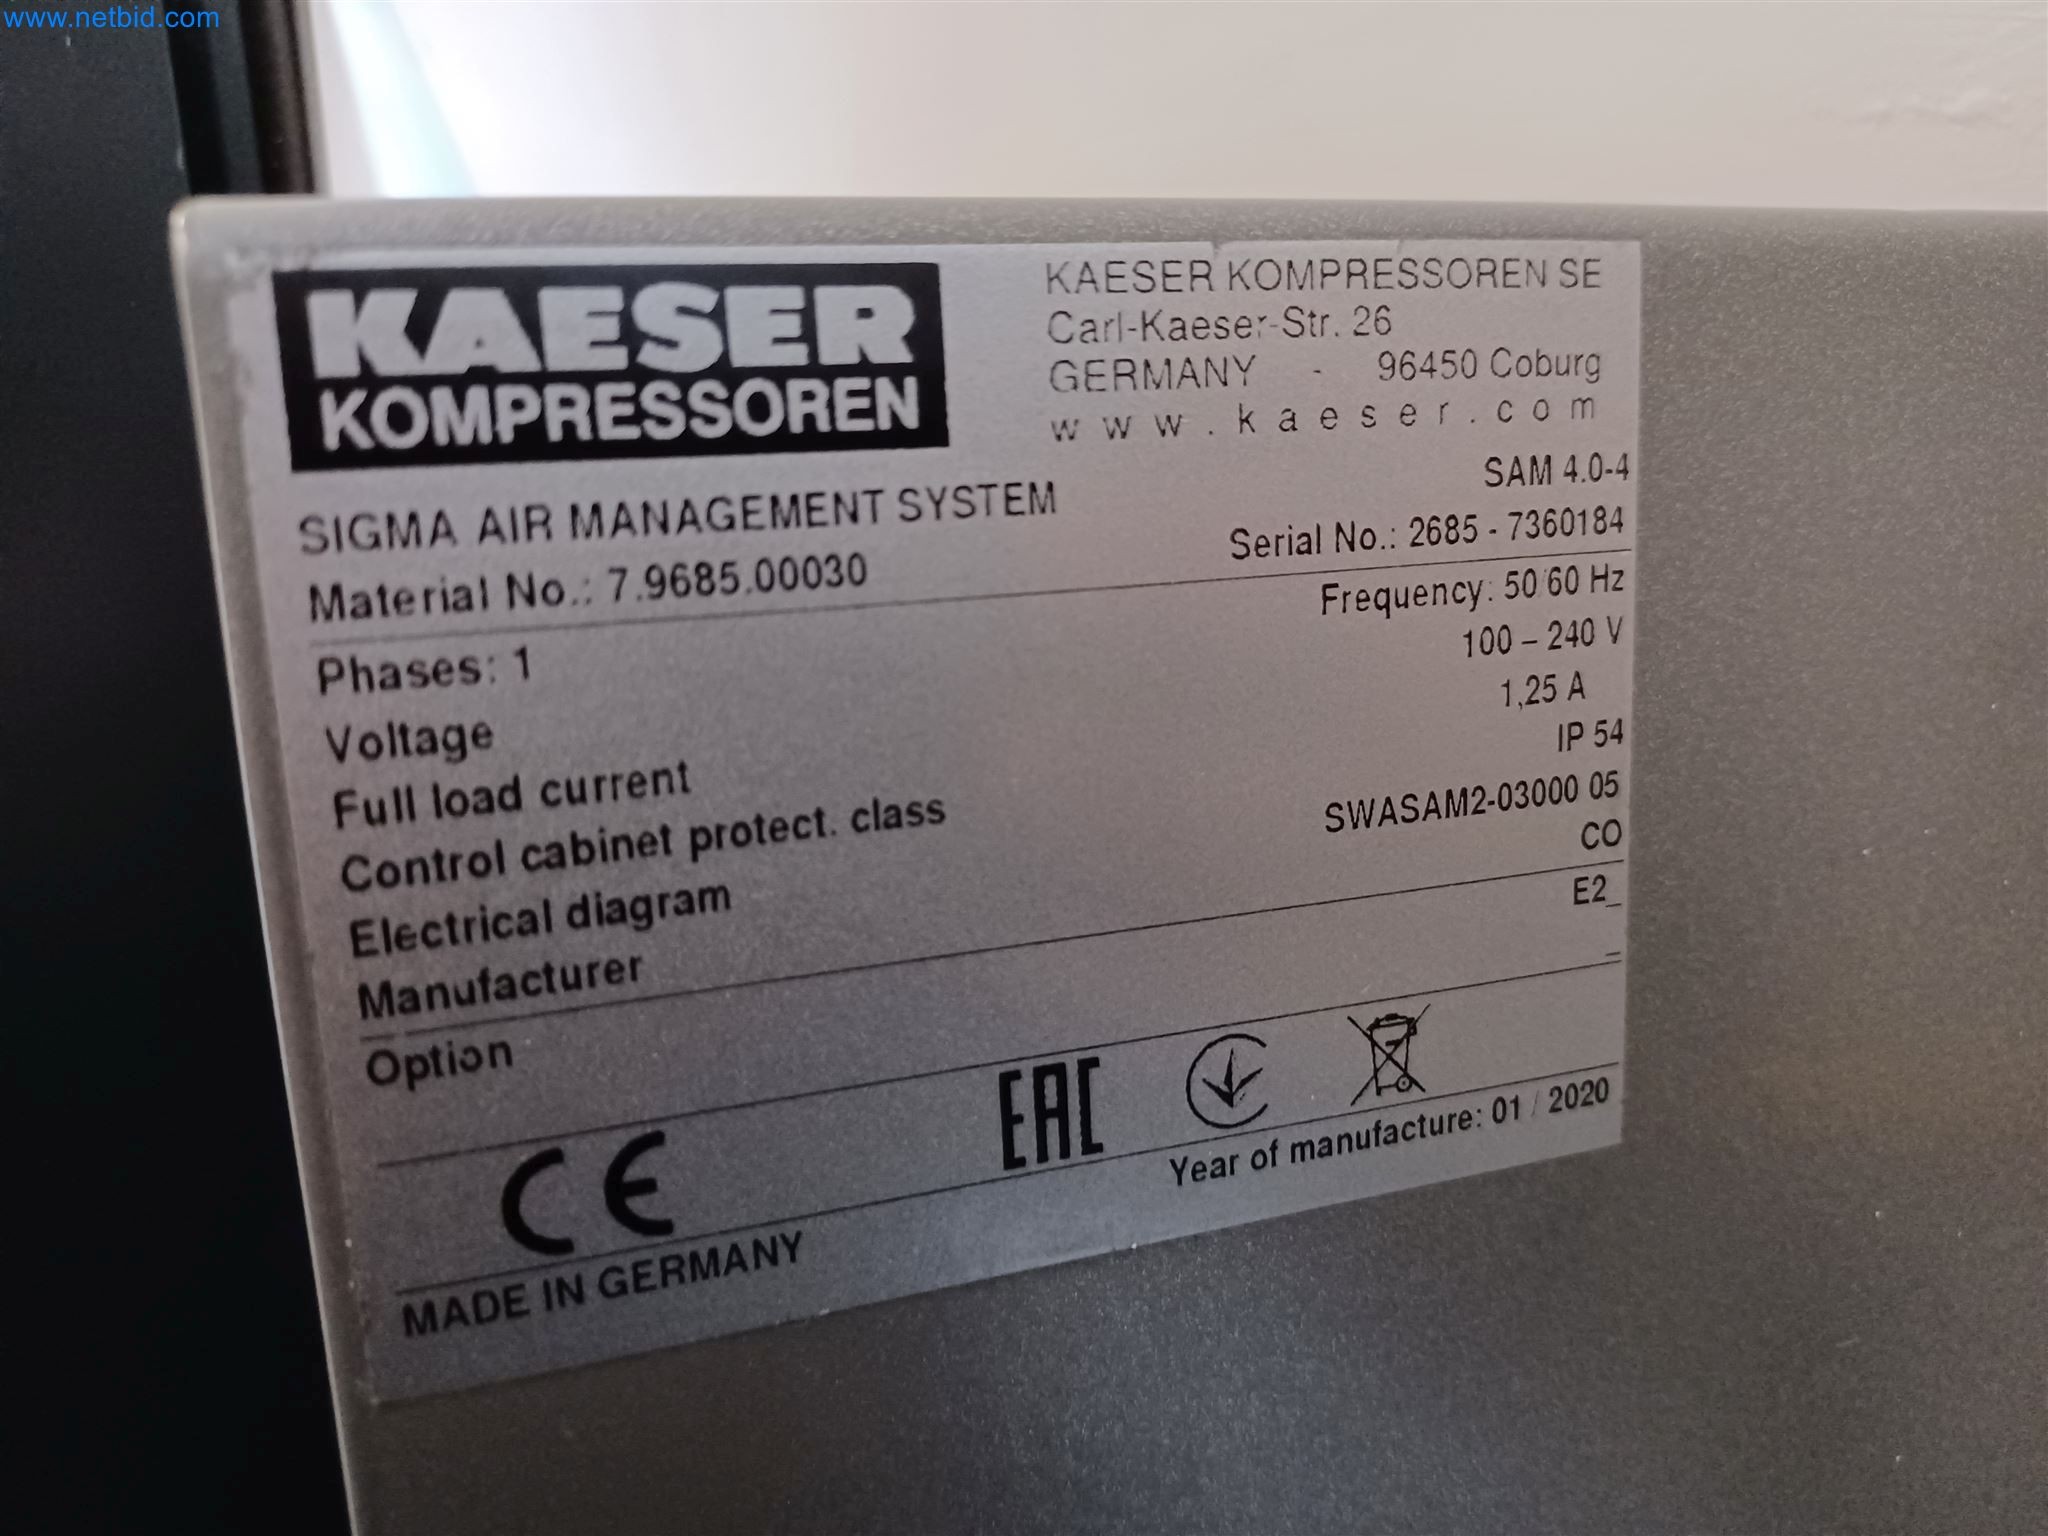 www.netbid.com
KAESER
KOMPRESSOREN
KAESER KOMPRESSOREN SE
Carl-Kaeser-Str. 26
GERMANY - 96450 Coburg
www.kaeser.com
SIGMA AIR MANAGEMENT SYSTEM SAM 4.0-4
Material No.: 7.9685.00030 Serial No.: 2685 - 7360184
Phases: 1 Frequency: 50/60 Hz
Voltage 100 – 240 V
Full load current 1,25 A
Control cabinet protect. class IP 54
Electrical diagram SWASAM2-03000 05
Manufacturer CO
Option E2_
_
CE EAC
MADE IN GERMANY Year of manufacture: 01 / 2020